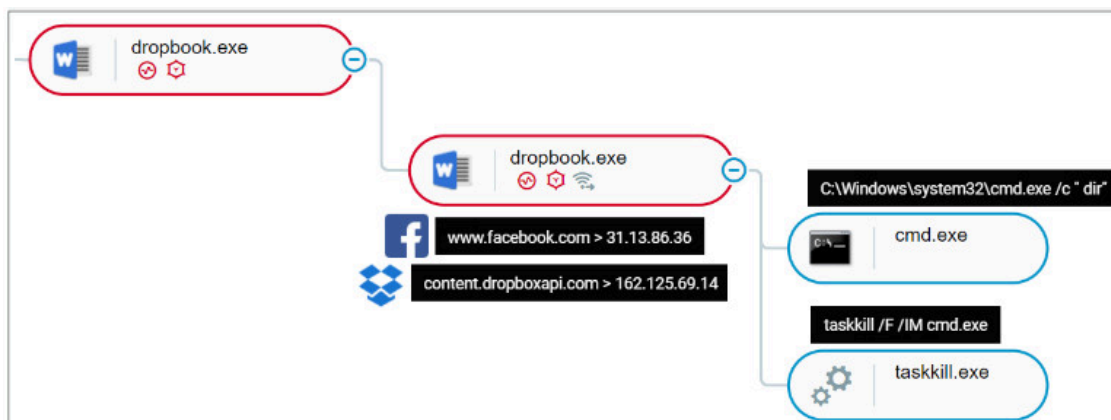 dropbook.exe
dropbook.exe
www.facebook.com > 31.13.86.36
content.dropboxapi.com > 162.125.69.14
C:\Windows\system32\cmd.exe /c " dir"
cmd.exe
taskkill /F /IM cmd.exe
taskkill.exe